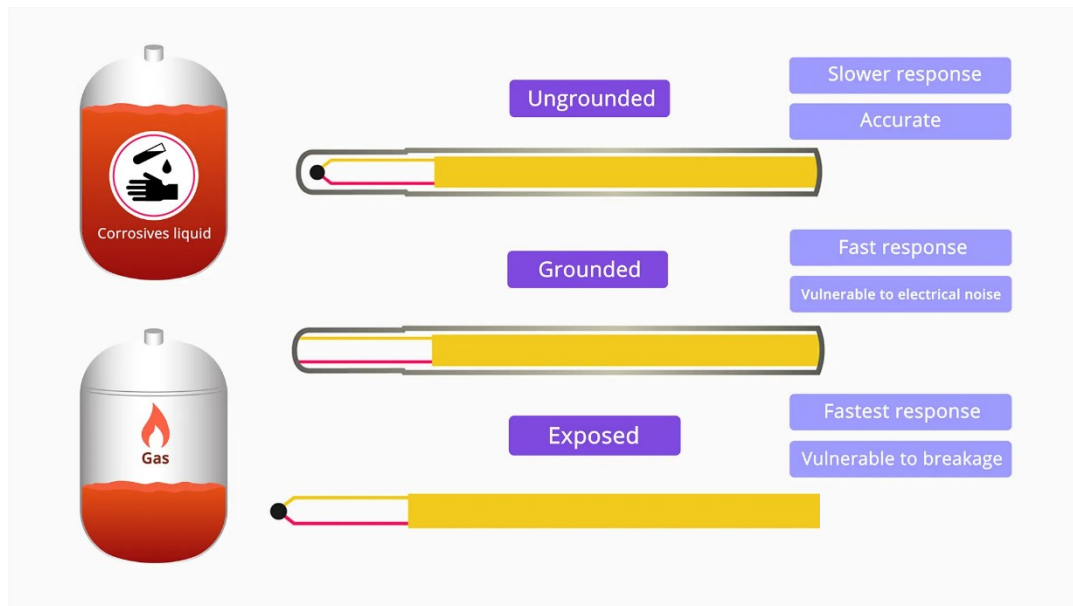 Corrosives liquid
Gas
Ungrounded
Slower response
Accurate
Grounded
Fast response
Vulnerable to electrical noise
Exposed
Fastest response
Vulnerable to breakage